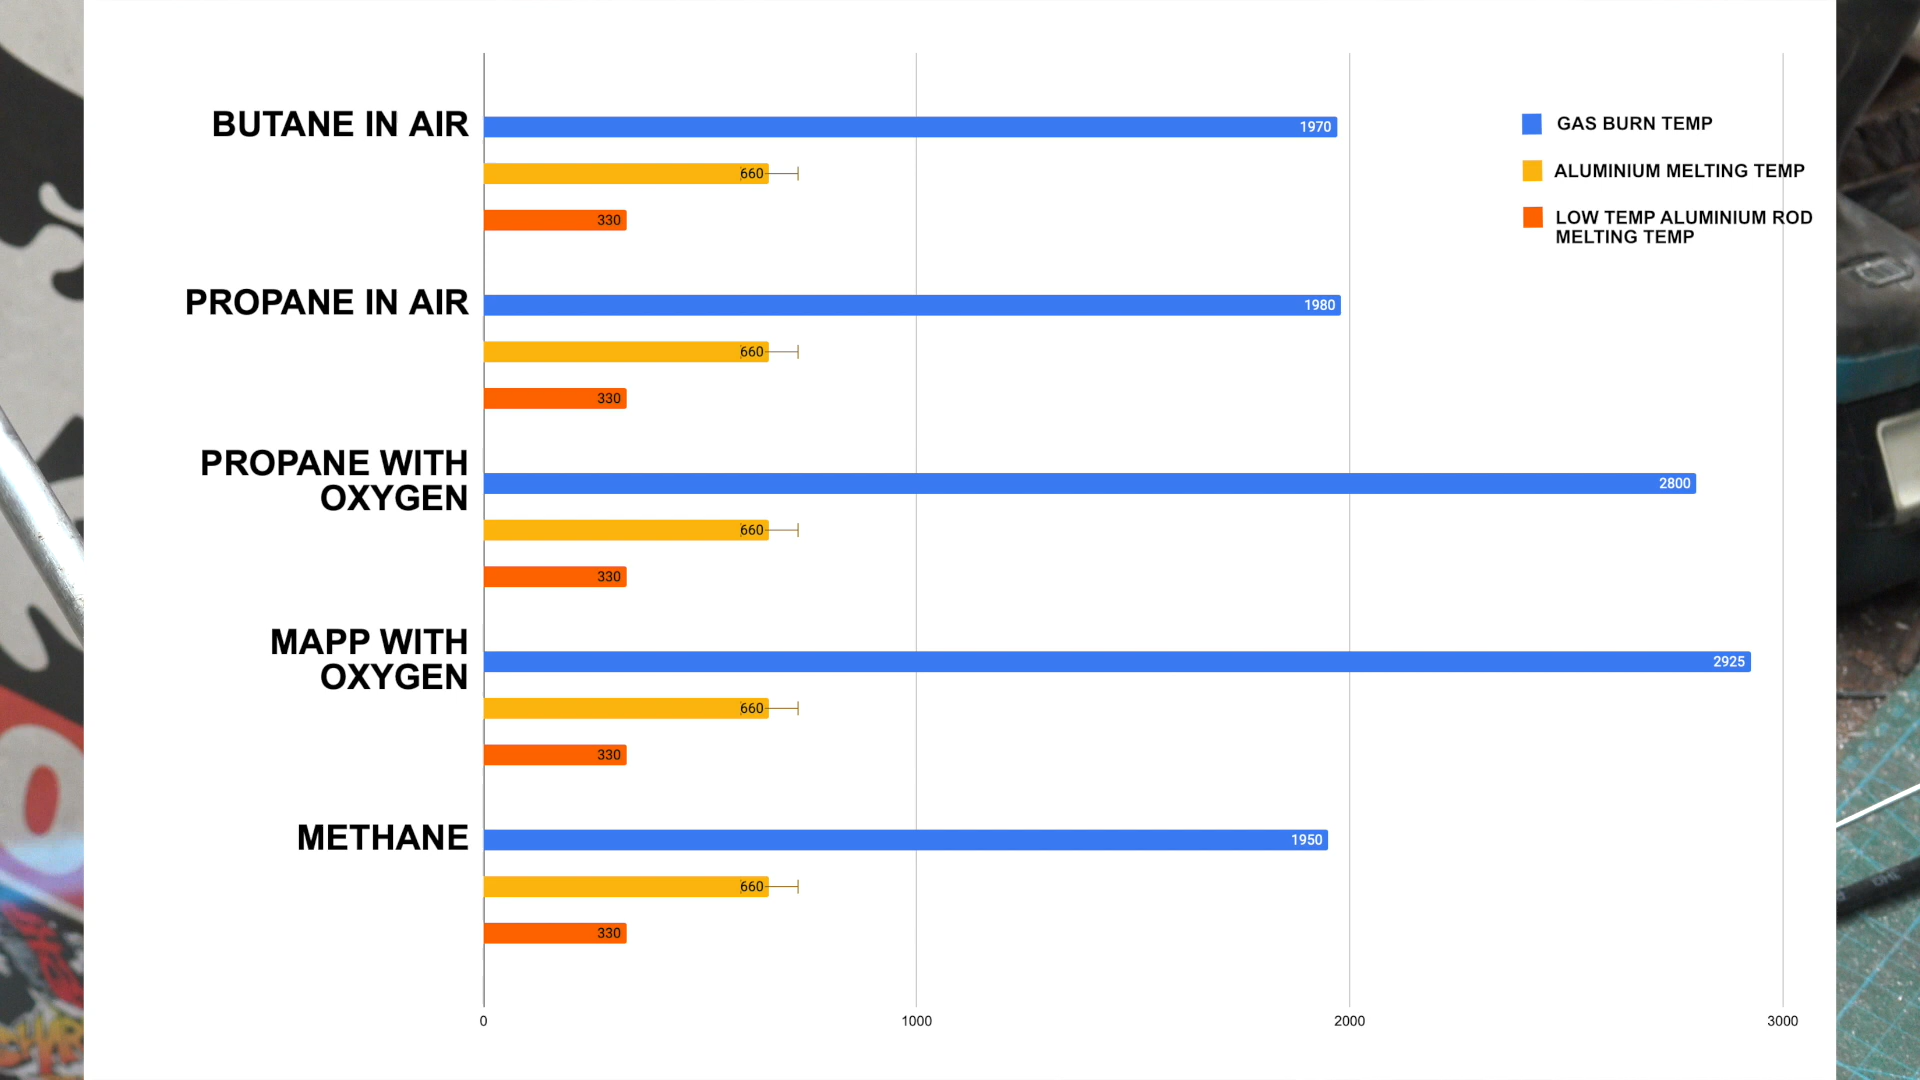 BUTANE IN AIR
1970
660
330
GAS BURN TEMP
ALUMINIUM MELTING TEMP
LOW TEMP ALUMINIUM ROD
MELTING TEMP
PROPANE IN AIR
1980
660
330
PROPANE WITH
OXYGEN
2800
660
330
MAPP WITH
OXYGEN
2925
660
330
METHANE
1950
660
330
0
1000
2000
3000